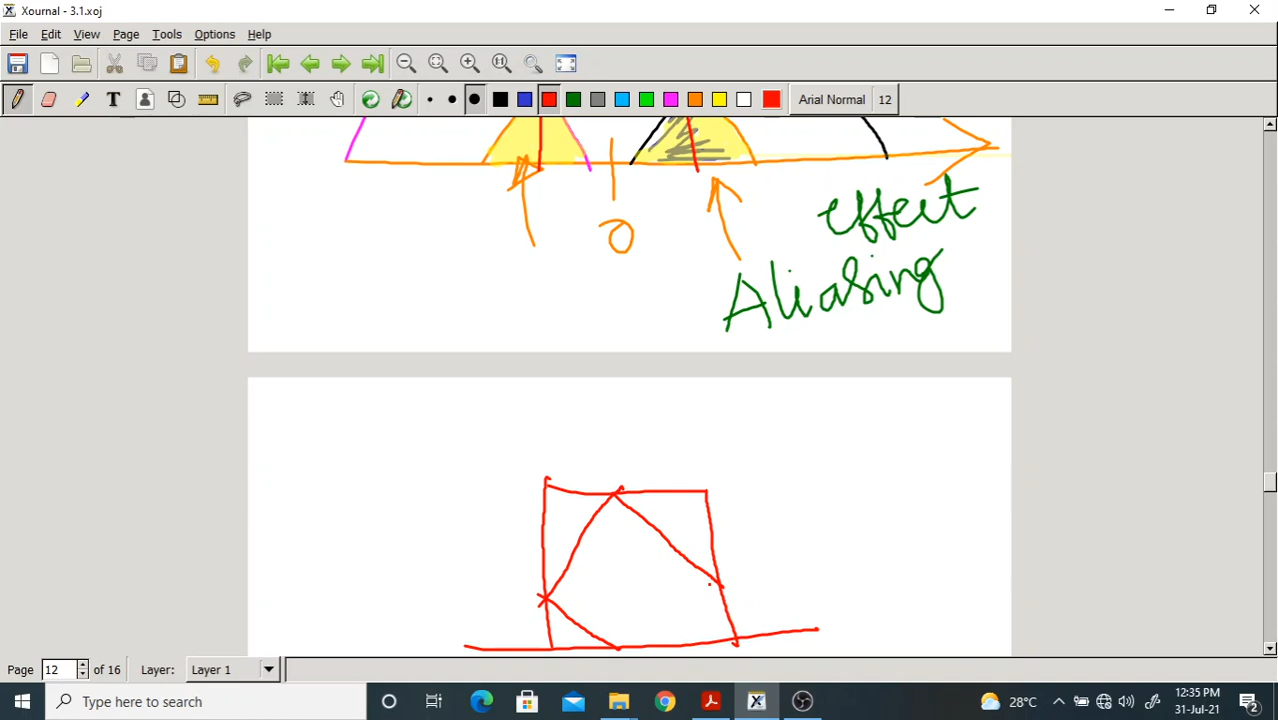 Xournal - 3.1.xoj
File Edit View Page Tools Options Help
T Arial Normal 12
0
effect
Aliasing
Page 12 of 16 Layer: Layer 1
Type here to search
28°C
12:35 PM
31-Jul-21
2